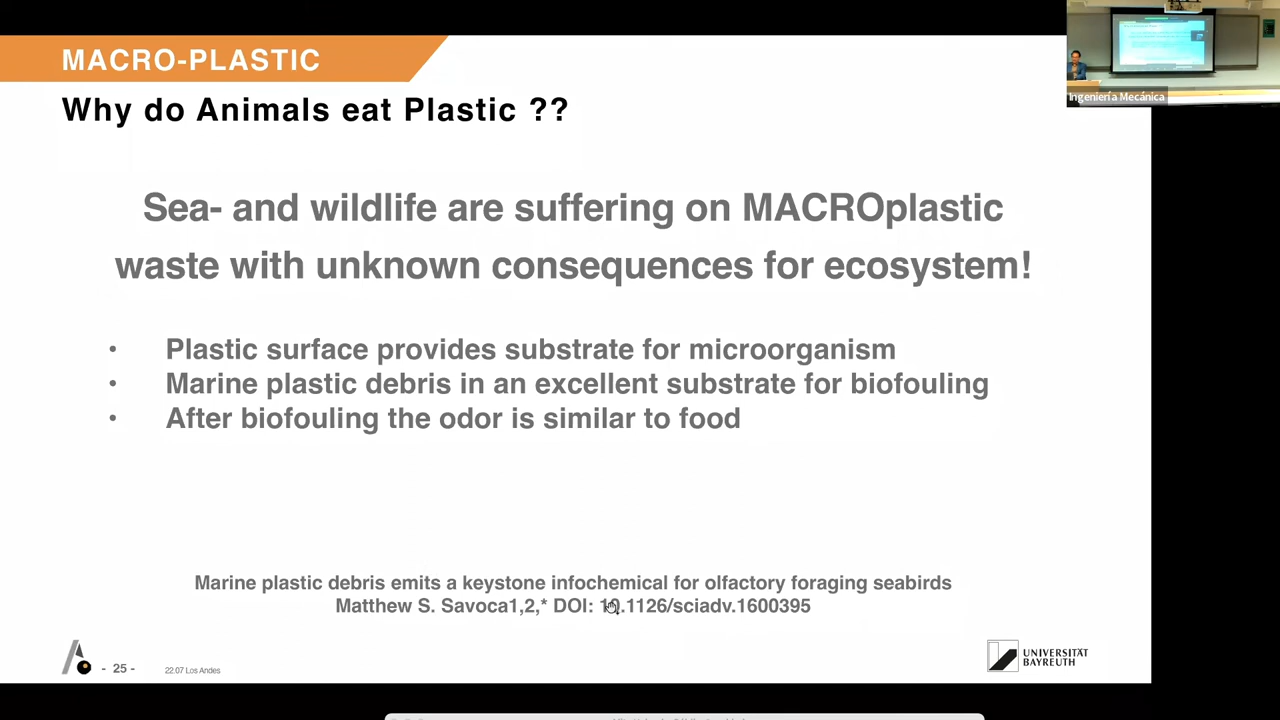 MACRO-PLASTIC
Why do Animals eat Plastic ??
Sea- and wildlife are suffering on MACROplastic
waste with unknown consequences for ecosystem!
• Plastic surface provides substrate for microorganism
• Marine plastic debris in an excellent substrate for biofouling
• After biofouling the odor is similar to food
Marine plastic debris emits a keystone infochemical for olfactory foraging seabirds
Matthew S. Savoca1,2,* DOI: 10.1126/sciadv.1600395
- 25 -
22.07 Los Andes
UNIVERSITÄT
BAYREUTH
Ingeniería Mecánica